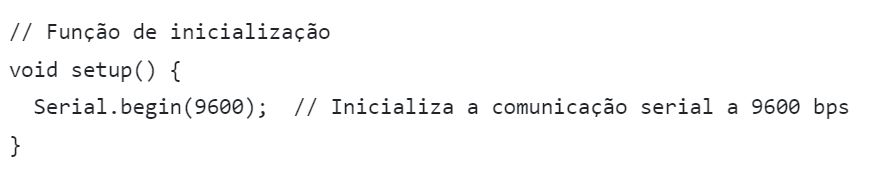 // Função de inicialização
void setup() {
  Serial.begin(9600);  // Inicializa a comunicação serial a 9600 bps
}